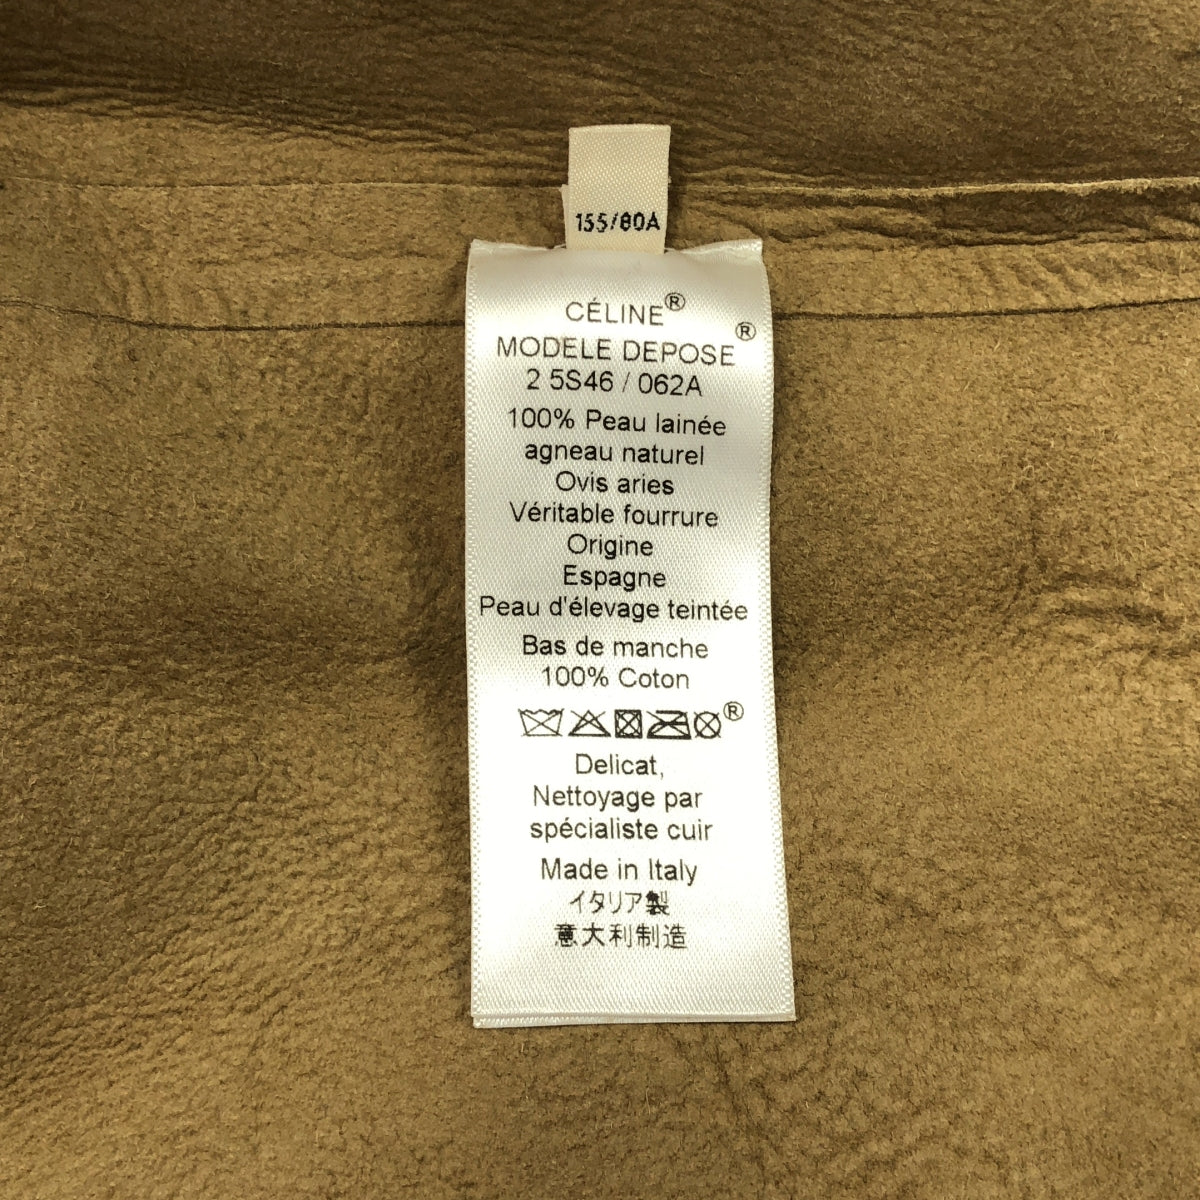 155/80A
CÉLINE®
MODELE DEPOSE®
2 5S46 / 062A
100% Peau lainée
agneau naturel
Ovis aries
Véritable fourrure
Origine
Espagne
Peau d'élevage teintée
Bas de manche
100% Coton
®
Delicat,
Nettoyage par
spécialiste cuir
Made in Italy
イタリア製
意大利制造